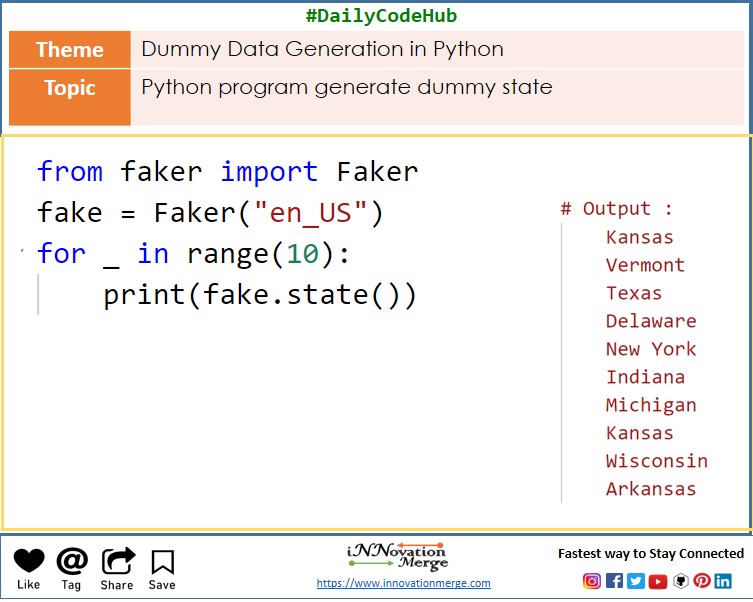 #DailyCodeHub
Theme
Dummy Data Generation in Python
Topic
Python program generate dummy state
from faker import Faker
fake = Faker("en_US")
for _ in range(10):
    print(fake.state())
# Output :
Kansas
Vermont
Texas
Delaware
New York
Indiana
Michigan
Kansas
Wisconsin
Arkansas
Like
Tag
Share
Save
iNNovation
Merge
https://www.innovationmerge.com
Fastest way to Stay Connected